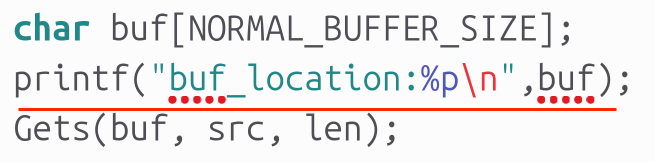 char buf[NORMAL_BUFFER_SIZE];
printf("buf_location:%p\n",buf);
Gets(buf, src, len);